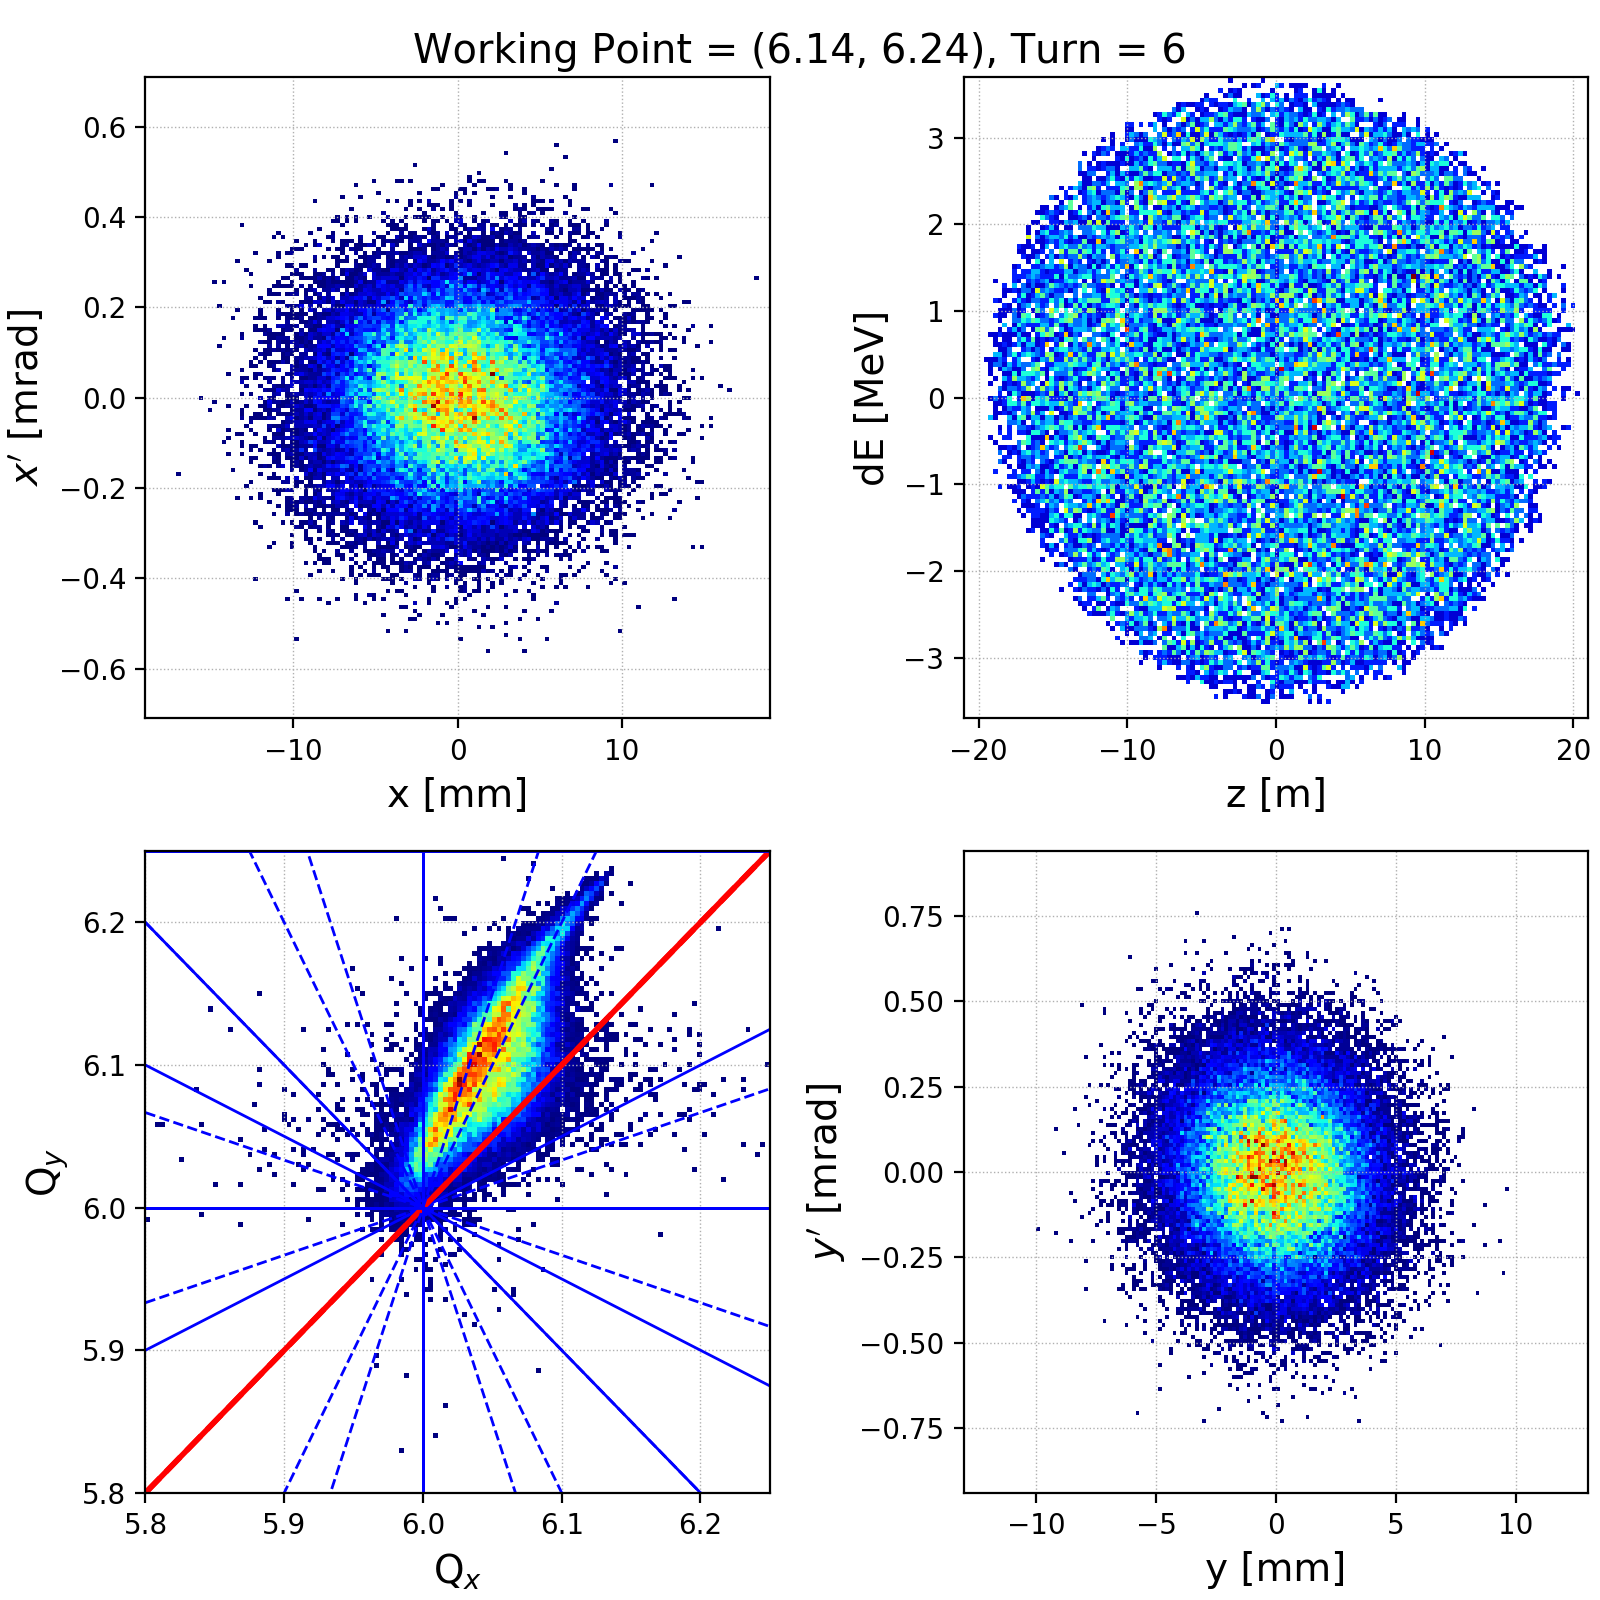 Working Point = (6.14, 6.24), Turn = 6
x′ [mrad]
0.6
0.4
0.2
0.0
−0.2
−0.4
−0.6
−10 0 10
x [mm]
dE [MeV]
3
2
1
0
−1
−2
−3
−20 −10 0 10 20
z [m]
Qy
6.2
6.1
6.0
5.9
5.8
5.8 5.9 6.0 6.1 6.2
Qx
y′ [mrad]
0.75
0.50
0.25
0.00
−0.25
−0.50
−0.75
−10 −5 0 5 10
y [mm]